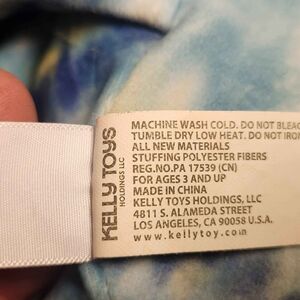 KELLY TOYS
HOLDINGS LLC
MACHINE WASH COLD. DO NOT BLEAC
TUMBLE DRY LOW HEAT. DO NOT IRON
ALL NEW MATERIALS
STUFFING POLYESTER FIBERS
REG.NO.PA 17539 (CN)
FOR AGES 3 AND UP
MADE IN CHINA
KELLY TOYS HOLDINGS, LLC
4811 S. ALAMEDA STREET
LOS ANGELES, CA 90058 U.S.A.
www.kellytoy.com